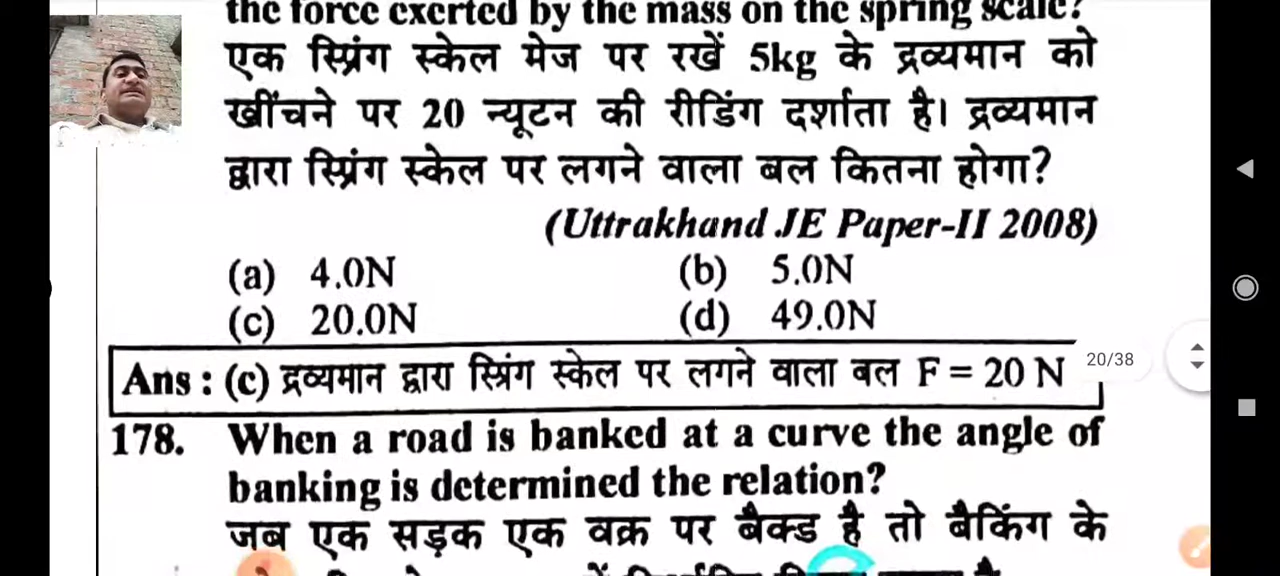 the force exerted by the mass on the spring scale?
एक स्प्रिंग स्केल मेज पर रखें 5kg के द्रव्यमान को
खींचने पर 20 न्यूटन की रीडिंग दर्शाता है। द्रव्यमान
द्वारा स्प्रिंग स्केल पर लगने वाला बल कितना होगा?
(Uttrakhand JE Paper-II 2008)
(a) 4.0N (b) 5.0N
(c) 20.0N (d) 49.0N
Ans : (c) द्रव्यमान द्वारा स्प्रिंग स्केल पर लगने वाला बल F = 20 N
20/38
178. When a road is banked at a curve the angle of
banking is determined the relation?
जब एक सड़क एक वक्र पर बैक्ड है तो बैकिंग के